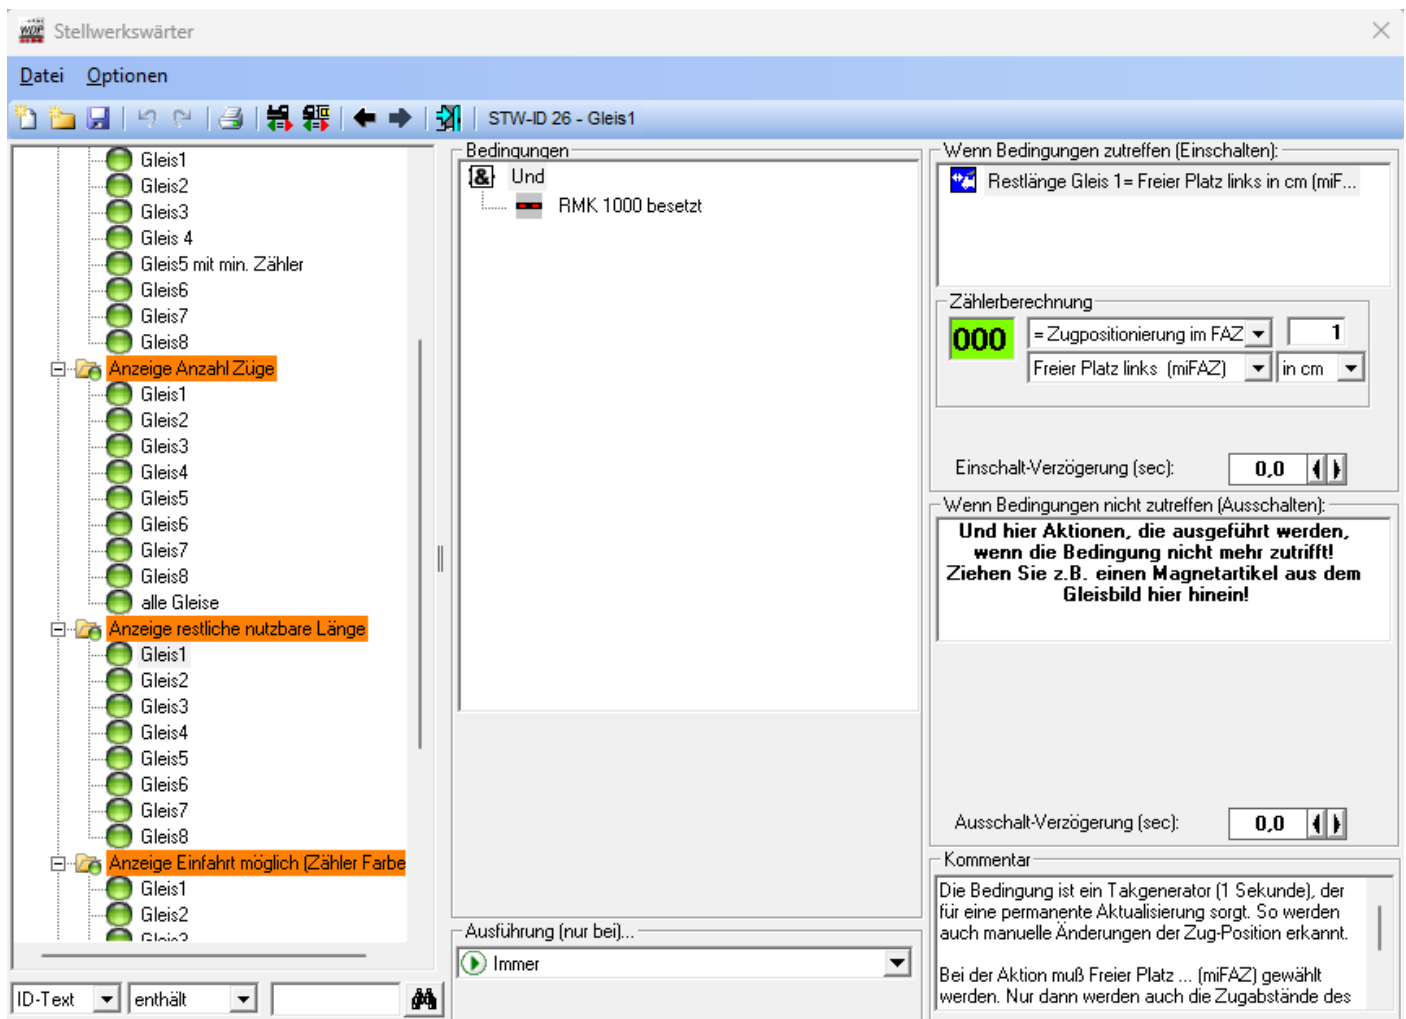 Stellwerkswärter
Datei Optionen
STW-ID 26 - Gleis1
Gleis1
Gleis2
Gleis3
Gleis 4
Gleis5 mit min. Zähler
Gleis6
Gleis7
Gleis8
Anzeige Anzahl Züge
Gleis1
Gleis2
Gleis3
Gleis4
Gleis5
Gleis6
Gleis7
Gleis8
alle Gleise
Anzeige restliche nutzbare Länge
Gleis1
Gleis2
Gleis3
Gleis4
Gleis5
Gleis6
Gleis7
Gleis8
Anzeige Einfahrt möglich (Zähler Farbe
Gleis1
Gleis2
Gleis3
ID-Text enthält
Bedingungen
& Und
RMK 1000 besetzt
Ausführung (nur bei)...
Immer
Wenn Bedingungen zutreffen (Einschalten):
Restlänge Gleis 1= Freier Platz links in cm (miF...
Zählerberechnung
000 = Zugpositionierung im FAZ 1
Freier Platz links (miFAZ) in cm
Einschalt-Verzögerung (sec): 0,0
Wenn Bedingungen nicht zutreffen (Ausschalten):
Und hier Aktionen, die ausgeführt werden,
wenn die Bedingung nicht mehr zutrifft!
Ziehen Sie z.B. einen Magnetartikel aus dem
Gleisbild hier hinein!
Ausschalt-Verzögerung (sec): 0,0
Kommentar
Die Bedingung ist ein Takgenerator (1 Sekunde), der
für eine permanente Aktualisierung sorgt. So werden
auch manuelle Änderungen der Zug-Position erkannt.
Bei der Aktion muß Freier Platz ... (miFAZ) gewählt
werden. Nur dann werden auch die Zugabstände des